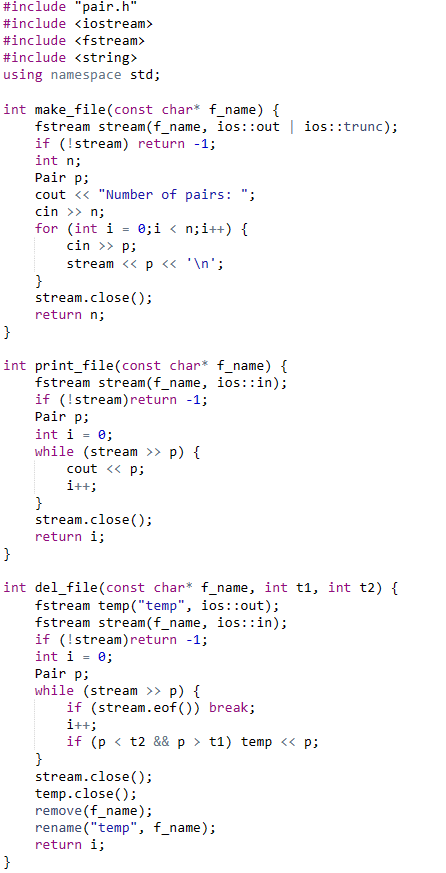 #include "pair.h"
#include <iostream>
#include <fstream>
#include <string>
using namespace std;

int make_file(const char* f_name) {
    fstream stream(f_name, ios::out | ios::trunc);
    if (!stream) return -1;
    int n;
    Pair p;
    cout << "Number of pairs: ";
    cin >> n;
    for (int i = 0;i < n;i++) {
        cin >> p;
        stream << p << '\n';
    }
    stream.close();
    return n;
}

int print_file(const char* f_name) {
    fstream stream(f_name, ios::in);
    if (!stream)return -1;
    Pair p;
    int i = 0;
    while (stream >> p) {
        cout << p;
        i++;
    }
    stream.close();
    return i;
}

int del_file(const char* f_name, int t1, int t2) {
    fstream temp("temp", ios::out);
    fstream stream(f_name, ios::in);
    if (!stream)return -1;
    int i = 0;
    Pair p;
    while (stream >> p) {
        if (stream.eof()) break;
        i++;
        if (p < t2 && p > t1) temp << p;
    }
    stream.close();
    temp.close();
    remove(f_name);
    rename("temp", f_name);
    return i;
}